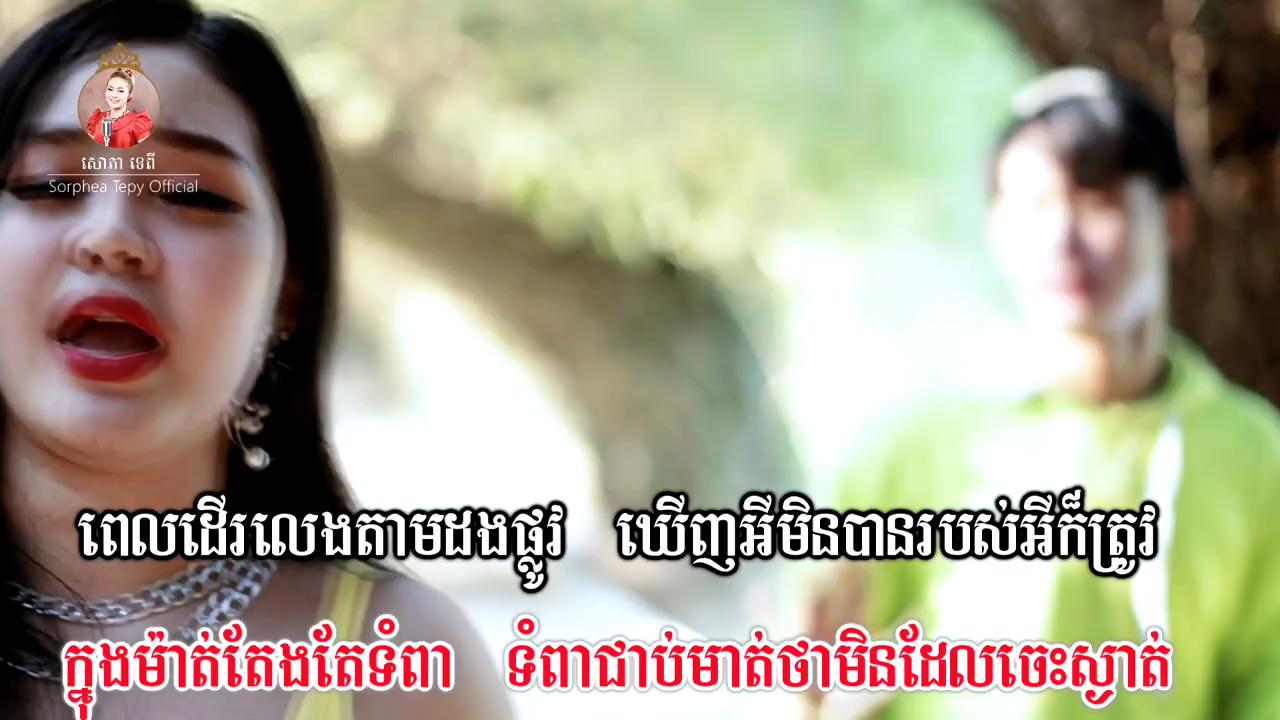 សោភា ទេពី
Sorphea Tepy Official
ពេលដើរលេងតាមដងផ្លូវ ឃើញអីមិនបានរបស់អីក៏ត្រូវ
ក្នុងម៉ាត់តែងតែទំពា ទំពាជាប់មាត់ថាមិនដែលចេះស្ងាត់